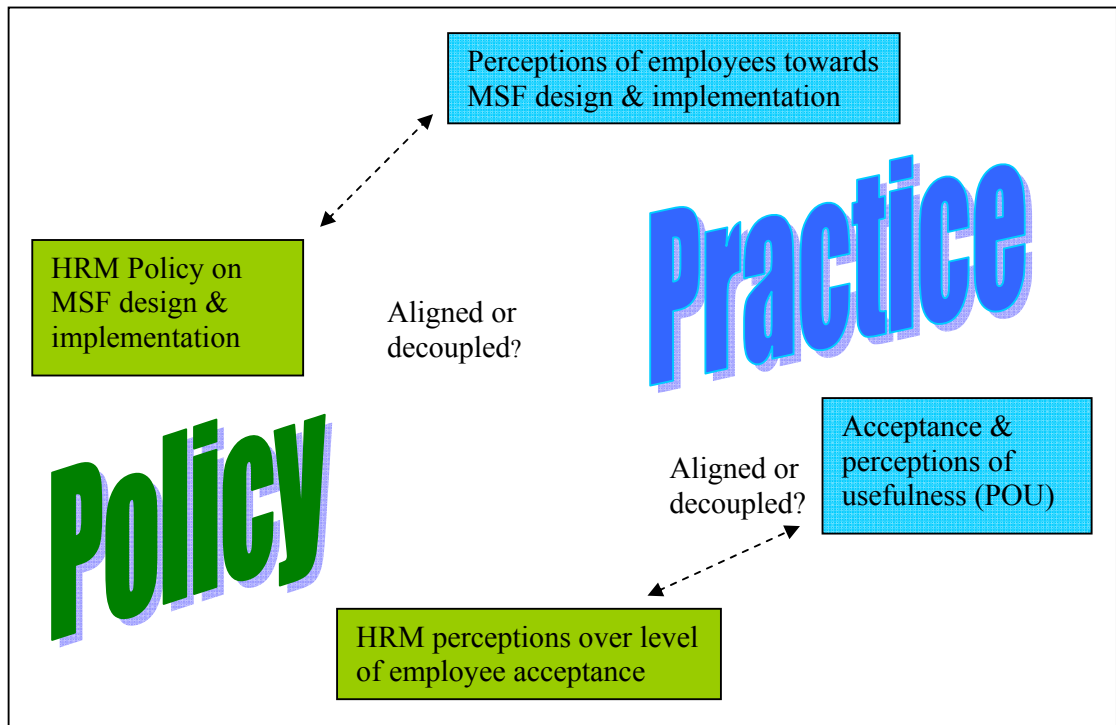 Perceptions of employees towards
MSF design & implementation
Practice
HRM Policy on
MSF design &
implementation
Aligned or
decoupled?
Policy
Acceptance &
perceptions of
usefulness (POU)
Aligned or
decoupled?
HRM perceptions over level
of employee acceptance